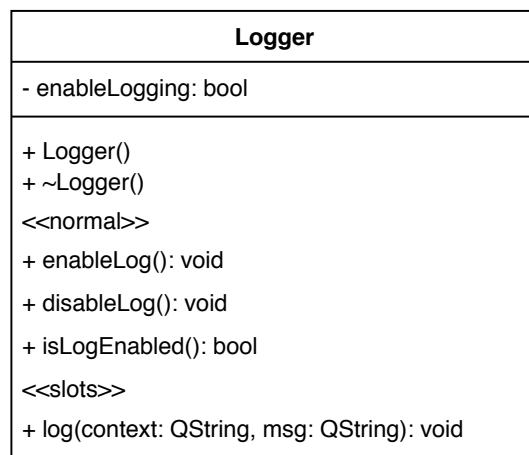 Logger
- enableLogging: bool
+ Logger()
+ ~Logger()
<<normal>>
+ enableLog(): void
+ disableLog(): void
+ isLogEnabled(): bool
<<slots>>
+ log(context: QString, msg: QString): void